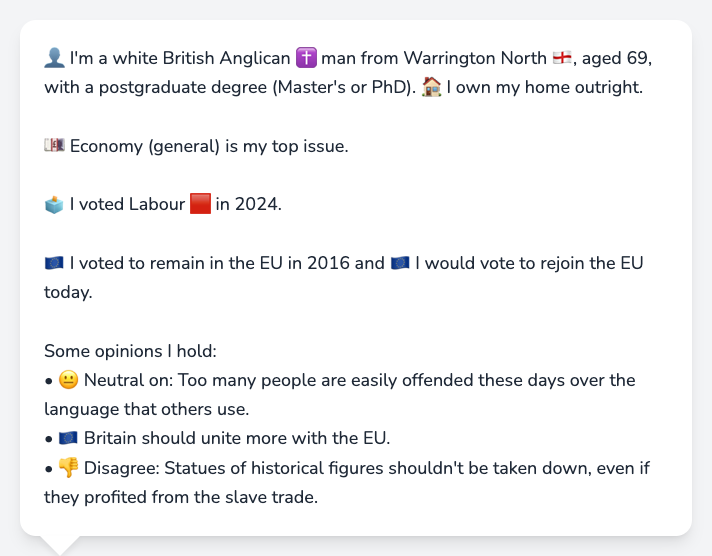 👤 I'm a white British Anglican ✝️ man from Warrington North 🏴󠁧󠁢󠁥󠁮󠁧󠁿, aged 69,
with a postgraduate degree (Master's or PhD). 🏠 I own my home outright.
💷 Economy (general) is my top issue.
🗳️ I voted Labour 🟥 in 2024.
🇪🇺 I voted to remain in the EU in 2016 and 🇪🇺 I would vote to rejoin the EU
today.
Some opinions I hold:
• 😐 Neutral on: Too many people are easily offended these days over the
language that others use.
• 🇪🇺 Britain should unite more with the EU.
• 👎 Disagree: Statues of historical figures shouldn't be taken down, even if
they profited from the slave trade.